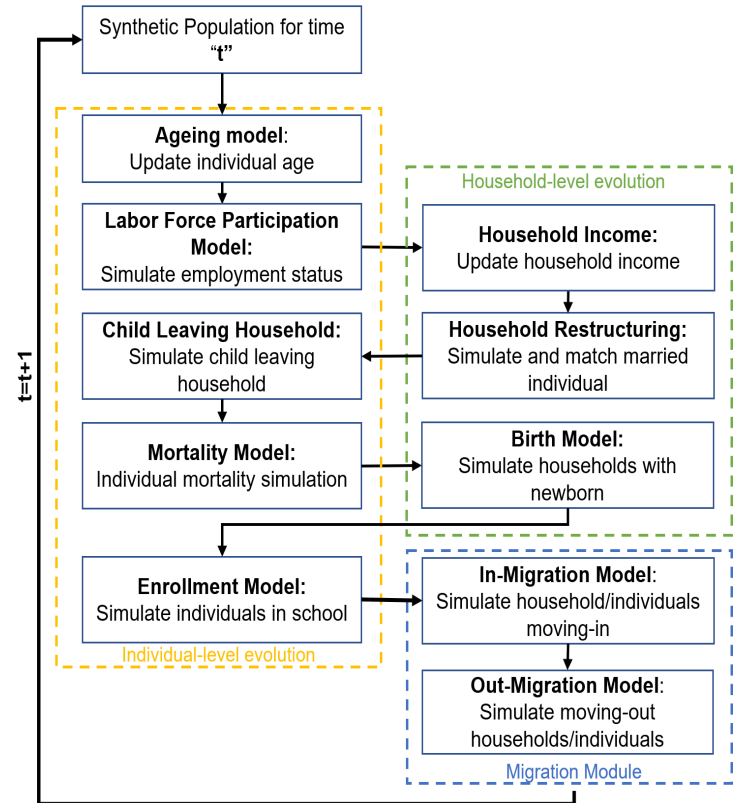 Synthetic Population for time
“t”
Ageing model:
Update individual age
Labor Force Participation
Model:
Simulate employment status
Household-level evolution
Household Income:
Update household income
Household Restructuring:
Simulate and match married
individual
Child Leaving Household:
Simulate child leaving
household
Mortality Model:
Individual mortality simulation
Birth Model:
Simulate households with
newborn
Enrollment Model:
Simulate individuals in school
Individual-level evolution
In-Migration Model:
Simulate household/individuals
moving-in
Out-Migration Model:
Simulate moving-out
households/individuals
Migration Module
t=t+1